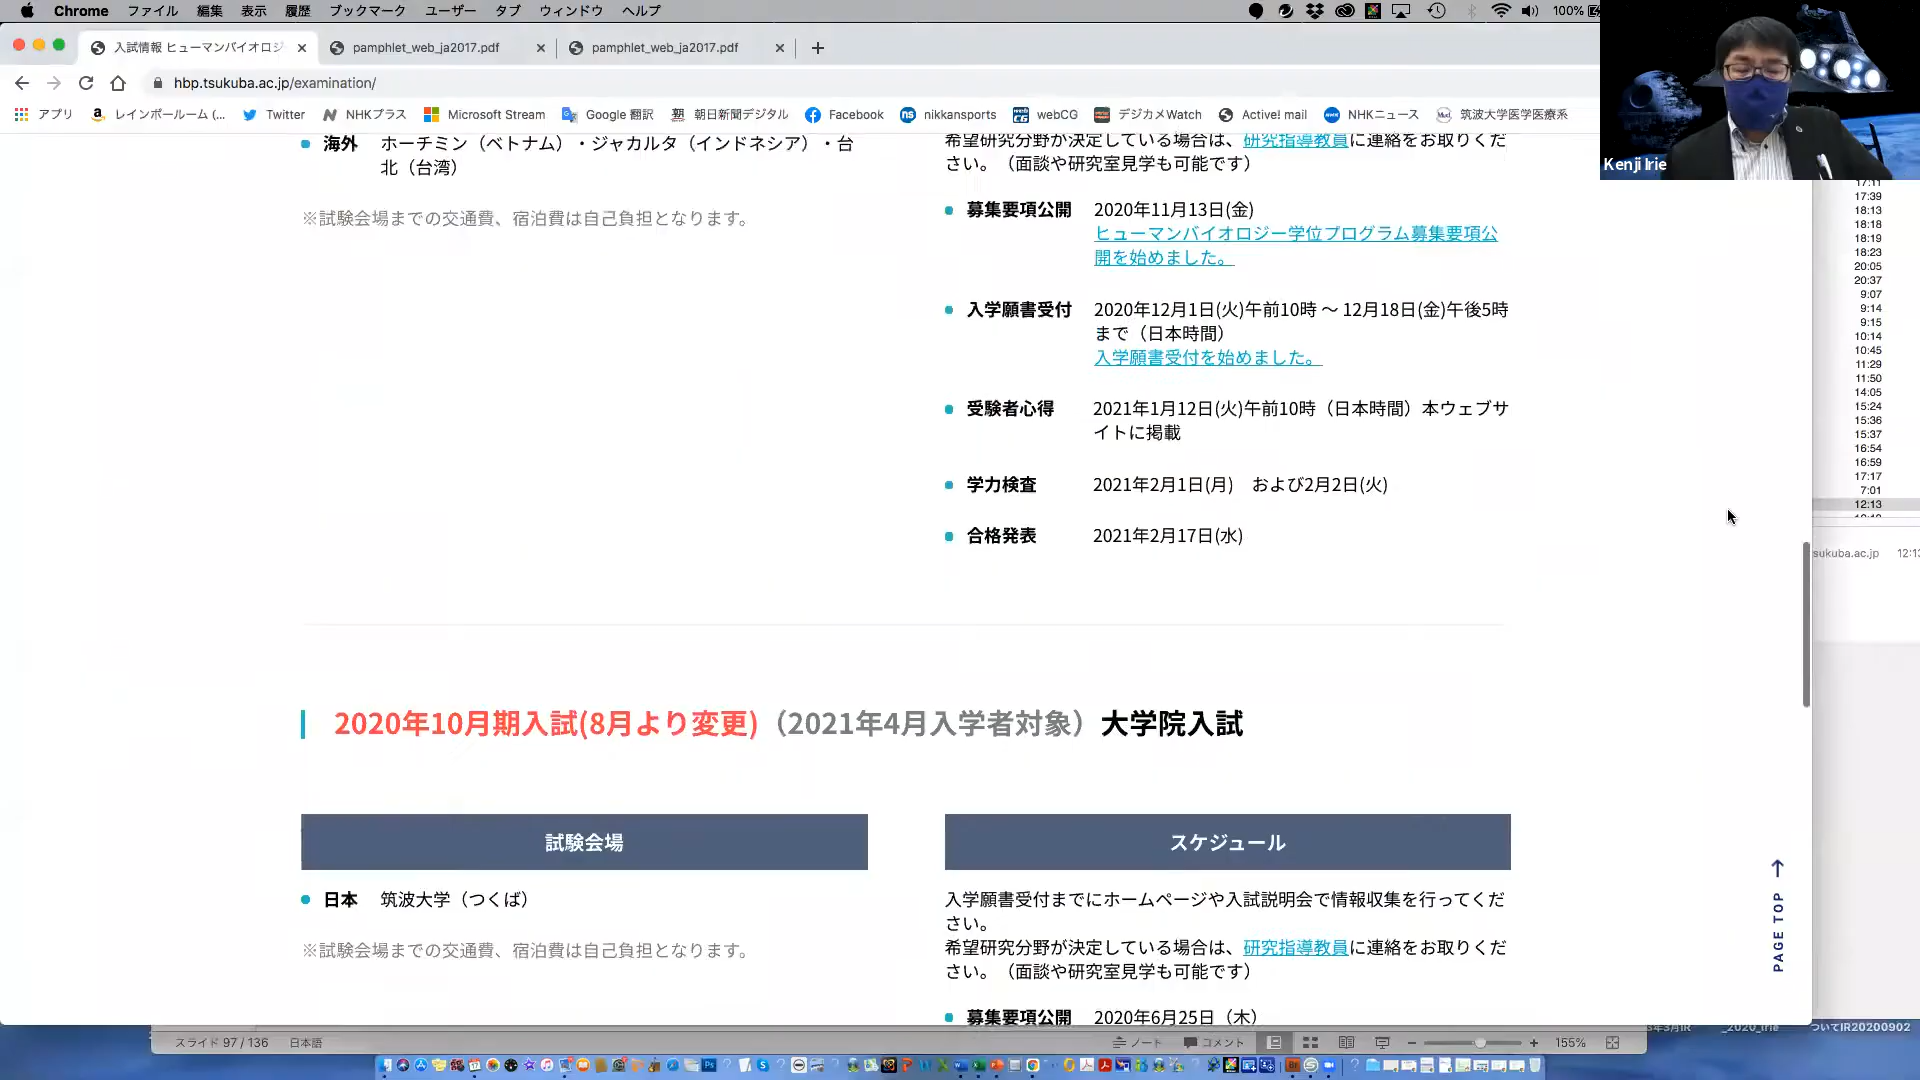 Chrome ファイル 編集 表示 履歴 ブックマーク ユーザー タブ ウィンドウ ヘルプ 100%
入試情報 ヒューマンバイオロジ pamphlet_web_ja2017.pdf pamphlet_web_ja2017.pdf
hbp.tsukuba.ac.jp/examination/
アプリ レインボールーム (... Twitter NHKプラス Microsoft Stream Google 翻訳 朝日新聞デジタル Facebook nikkansports webCG デジカメWatch Active! mail NHKニュース 筑波大学医学医療系
Kenji Irie
海外 ホーチミン（ベトナム）・ジャカルタ（インドネシア）・台
北（台湾）
※試験会場までの交通費、宿泊費は自己負担となります。
希望研究分野が決定している場合は、研究指導教員に連絡をお取りくだ
さい。（面談や研究室見学も可能です）
募集要項公開 2020年11月13日(金)
ヒューマンバイオロジー学位プログラム募集要項公
開を始めました。
入学願書受付 2020年12月1日(火)午前10時 〜 12月18日(金)午後5時
まで（日本時間）
入学願書受付を始めました。
受験者心得 2021年1月12日(火)午前10時（日本時間）本ウェブサ
イトに掲載
学力検査 2021年2月1日(月) および2月2日(火)
合格発表 2021年2月17日(水)
2020年10月期入試(8月より変更)（2021年4月入学者対象）大学院入試
試験会場
日本 筑波大学（つくば）
※試験会場までの交通費、宿泊費は自己負担となります。
スケジュール
入学願書受付までにホームページや入試説明会で情報収集を行ってくだ
さい。
希望研究分野が決定している場合は、研究指導教員に連絡をお取りくだ
さい。（面談や研究室見学も可能です）
募集要項公開 2020年6月25日（木）
PAGE TOP
17:11
17:39
18:13
18:18
18:19
18:23
20:05
20:37
9:07
9:14
9:15
10:14
10:45
11:29
11:50
14:05
15:24
15:36
15:37
16:54
16:59
17:17
7:01
12:13
sukuba.ac.jp 12:13
_2020_Irie ついてIR20200902
スライド 97 / 136 日本語 ノート コメント 155%